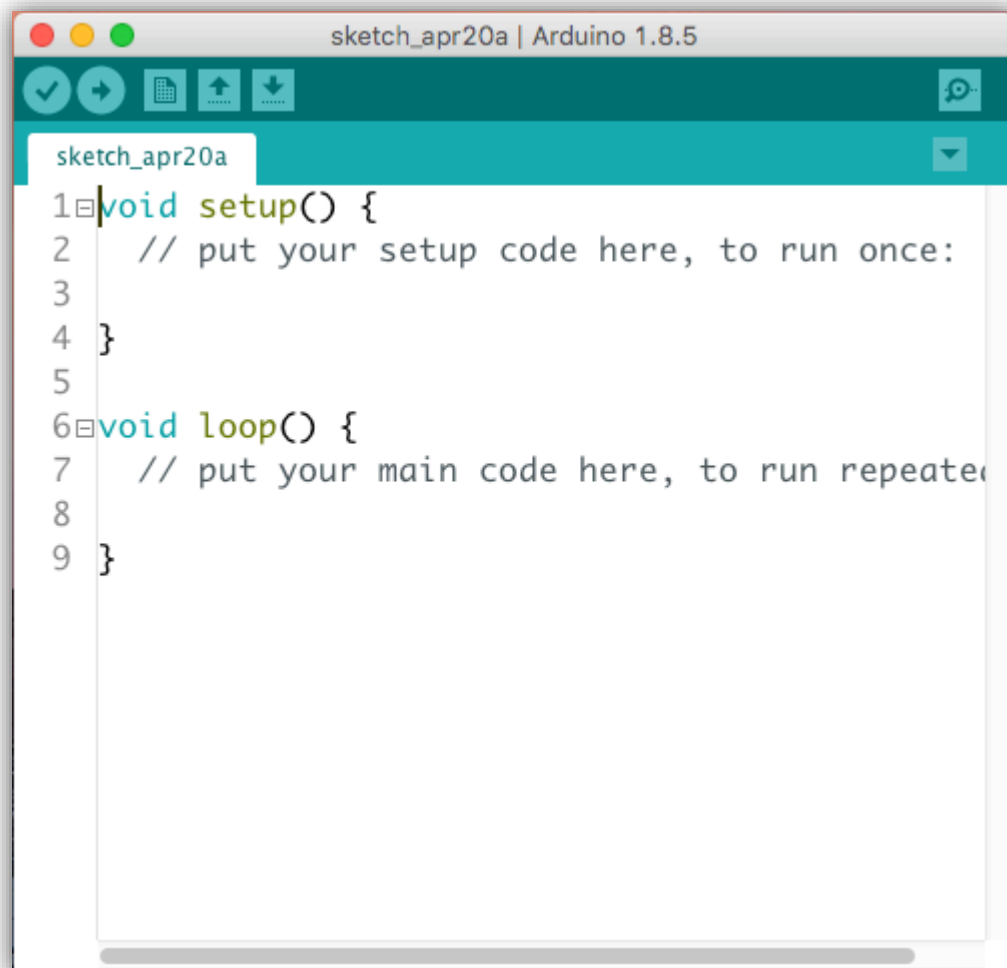 sketch_apr20a | Arduino 1.8.5
sketch_apr20a
1 void setup() {
2 // put your setup code here, to run once:
3
4 }
5
6 void loop() {
7 // put your main code here, to run repeated
8
9 }